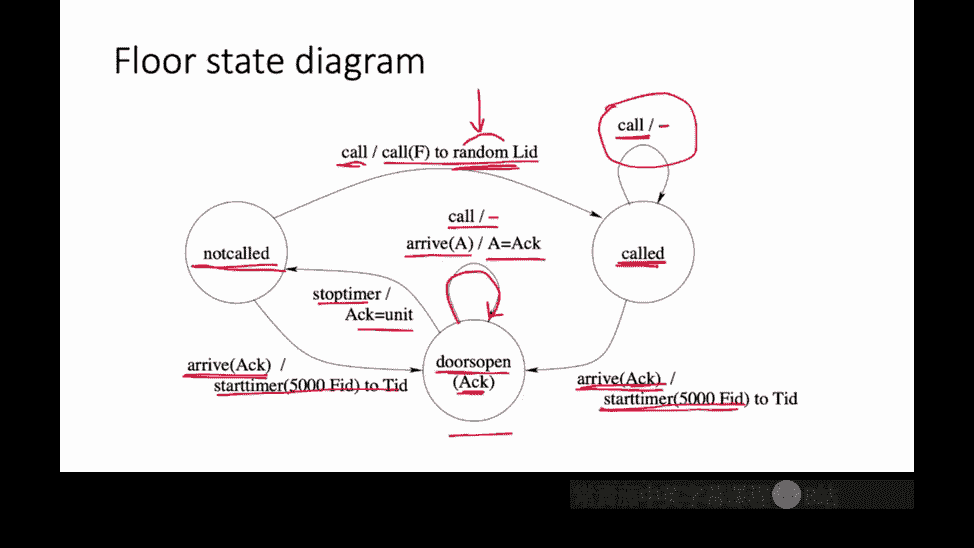 Floor state diagram
call / call(F) to random Lid
call / -
call / -
arrive(A) / A=Ack
notcalled
called
stoptimer /
Ack=unit
doorsopen
(Ack)
arrive(Ack) /
starttimer(5000 Fid) to Tid
arrive(Ack) /
starttimer(5000 Fid) to Tid